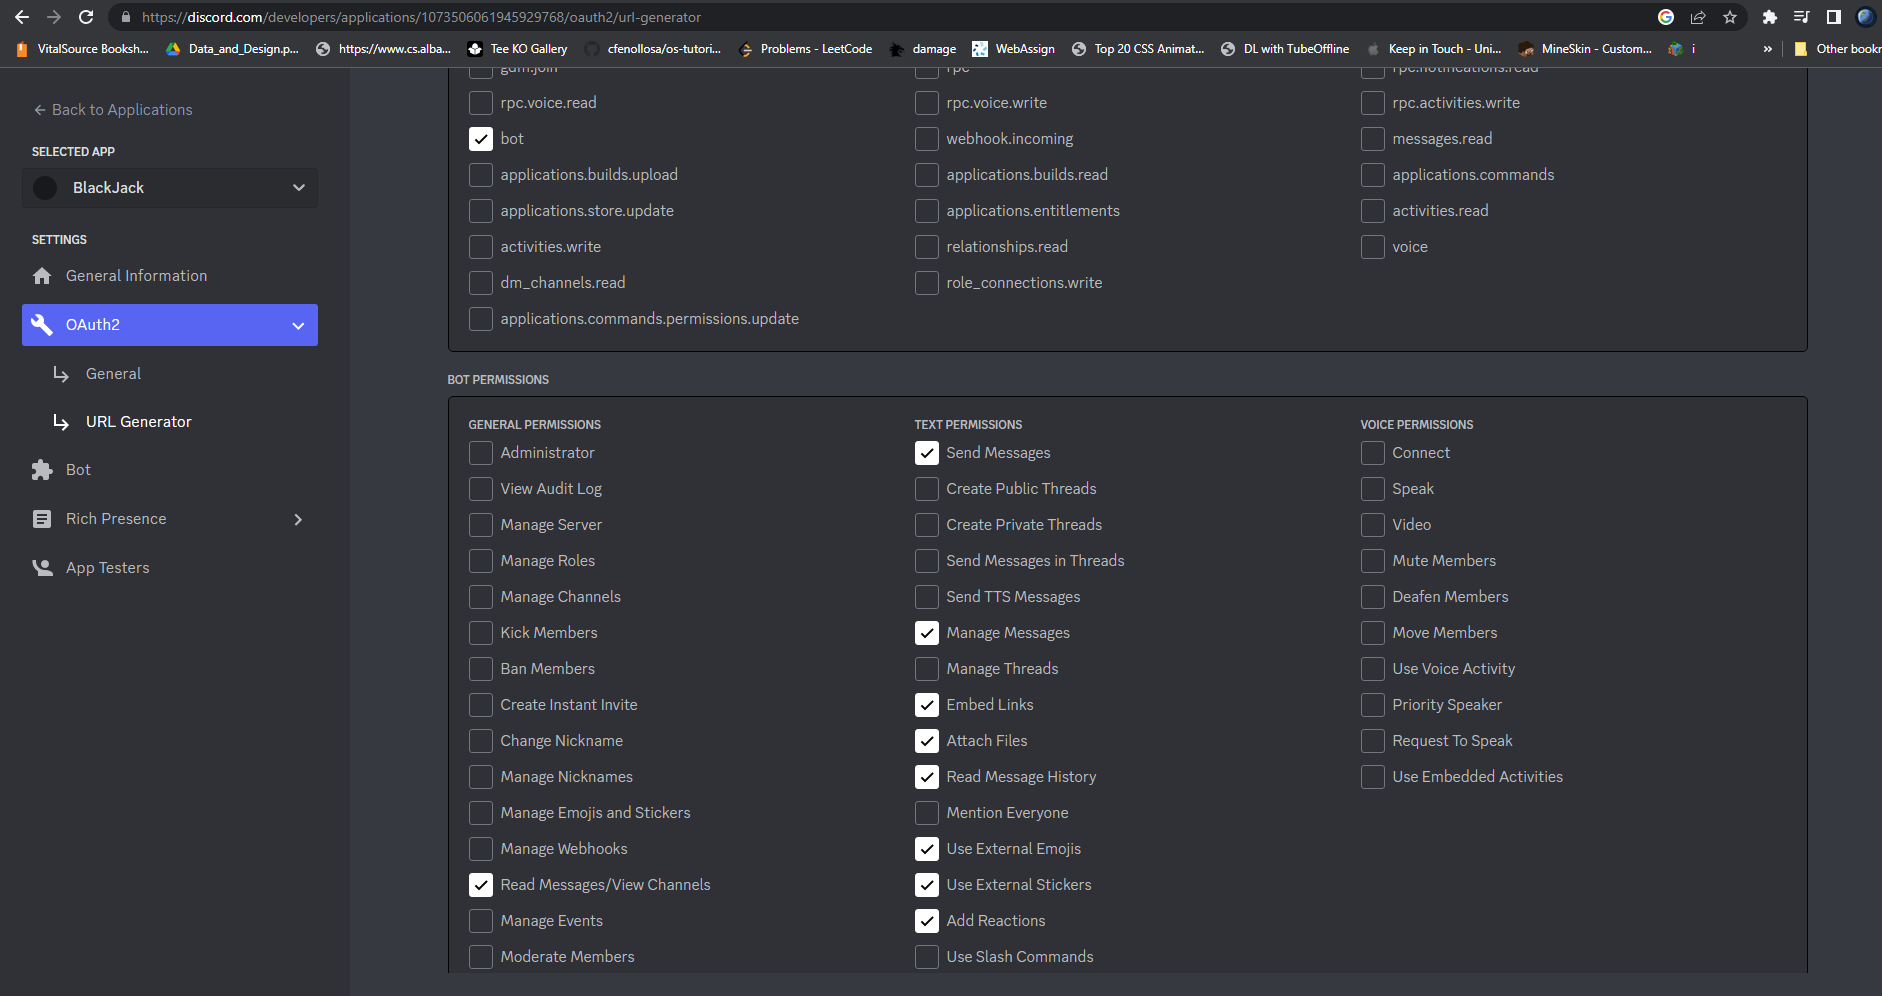 https://discord.com/developers/applications/1073506061945929768/oauth2/url-generator
VitalSource Booksh...
Data_and_Design.p...
https://www.cs.alba...
Tee KO Gallery
cfenollosa/os-tutori...
Problems - LeetCode
damage
WebAssign
Top 20 CSS Animat...
DL with TubeOffline
Keep in Touch - Uni...
MineSkin - Custom...
i
»
Other bookr
← Back to Applications
SELECTED APP
BlackJack
SETTINGS
General Information
OAuth2
General
URL Generator
Bot
Rich Presence
App Testers
gdm.join
rpc
rpc.notifications.read
rpc.voice.read
rpc.voice.write
rpc.activities.write
bot
webhook.incoming
messages.read
applications.builds.upload
applications.builds.read
applications.commands
applications.store.update
applications.entitlements
activities.read
activities.write
relationships.read
voice
dm_channels.read
role_connections.write
applications.commands.permissions.update
BOT PERMISSIONS
GENERAL PERMISSIONS
Administrator
View Audit Log
Manage Server
Manage Roles
Manage Channels
Kick Members
Ban Members
Create Instant Invite
Change Nickname
Manage Nicknames
Manage Emojis and Stickers
Manage Webhooks
Read Messages/View Channels
Manage Events
Moderate Members
TEXT PERMISSIONS
Send Messages
Create Public Threads
Create Private Threads
Send Messages in Threads
Send TTS Messages
Manage Messages
Manage Threads
Embed Links
Attach Files
Read Message History
Mention Everyone
Use External Emojis
Use External Stickers
Add Reactions
Use Slash Commands
VOICE PERMISSIONS
Connect
Speak
Video
Mute Members
Deafen Members
Move Members
Use Voice Activity
Priority Speaker
Request To Speak
Use Embedded Activities